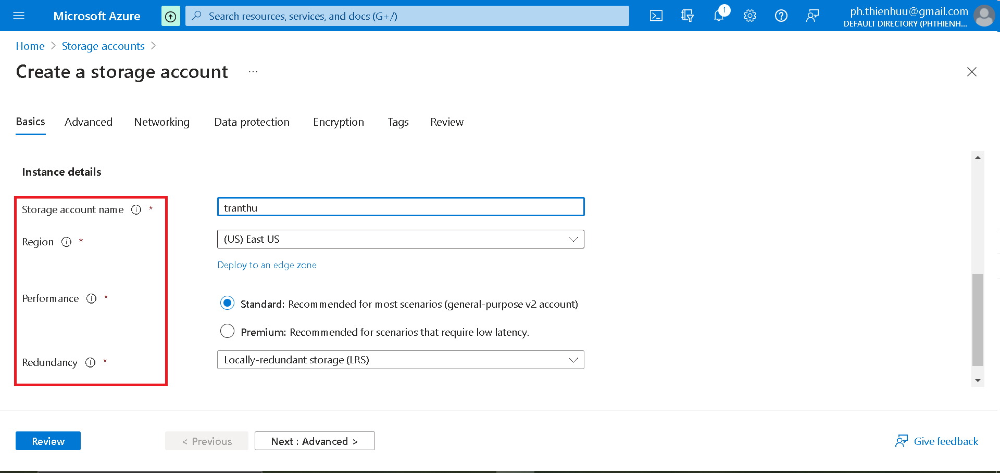 Microsoft Azure
Search resources, services, and docs (G+/)
1
ph.thienhuu@gmail.com
DEFAULT DIRECTORY (PHTHIENH...
Home > Storage accounts >
Create a storage account ...
Basics Advanced Networking Data protection Encryption Tags Review
Instance details
Storage account name * tranthu
Region * (US) East US
Deploy to an edge zone
Performance * Standard: Recommended for most scenarios (general-purpose v2 account)
Premium: Recommended for scenarios that require low latency.
Redundancy * Locally-redundant storage (LRS)
Review < Previous Next : Advanced > Give feedback